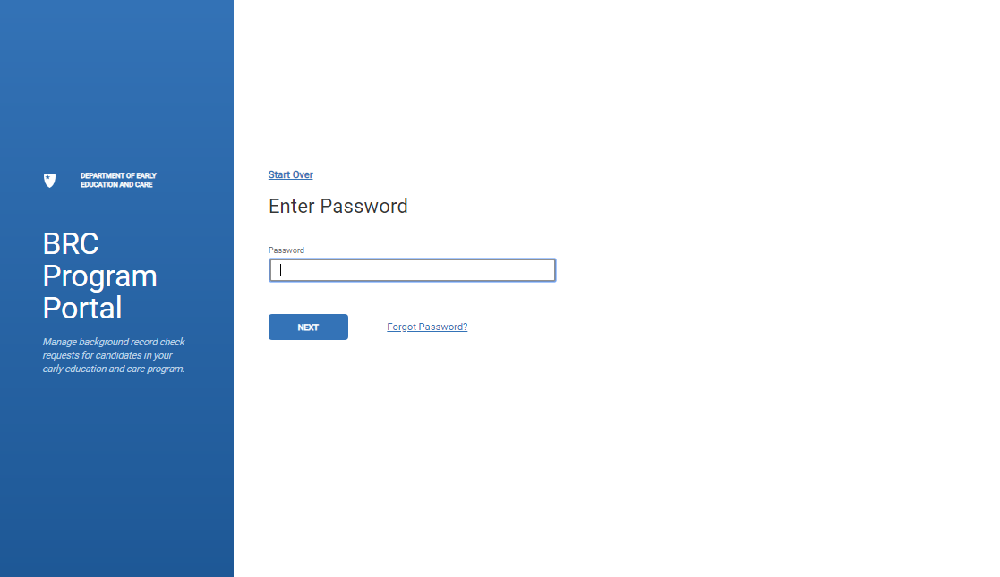 DEPARTMENT OF EARLY
EDUCATION AND CARE
BRC
Program
Portal
Manage background record check
requests for candidates in your
early education and care program.
Start Over
Enter Password
Password
NEXT
Forgot Password?